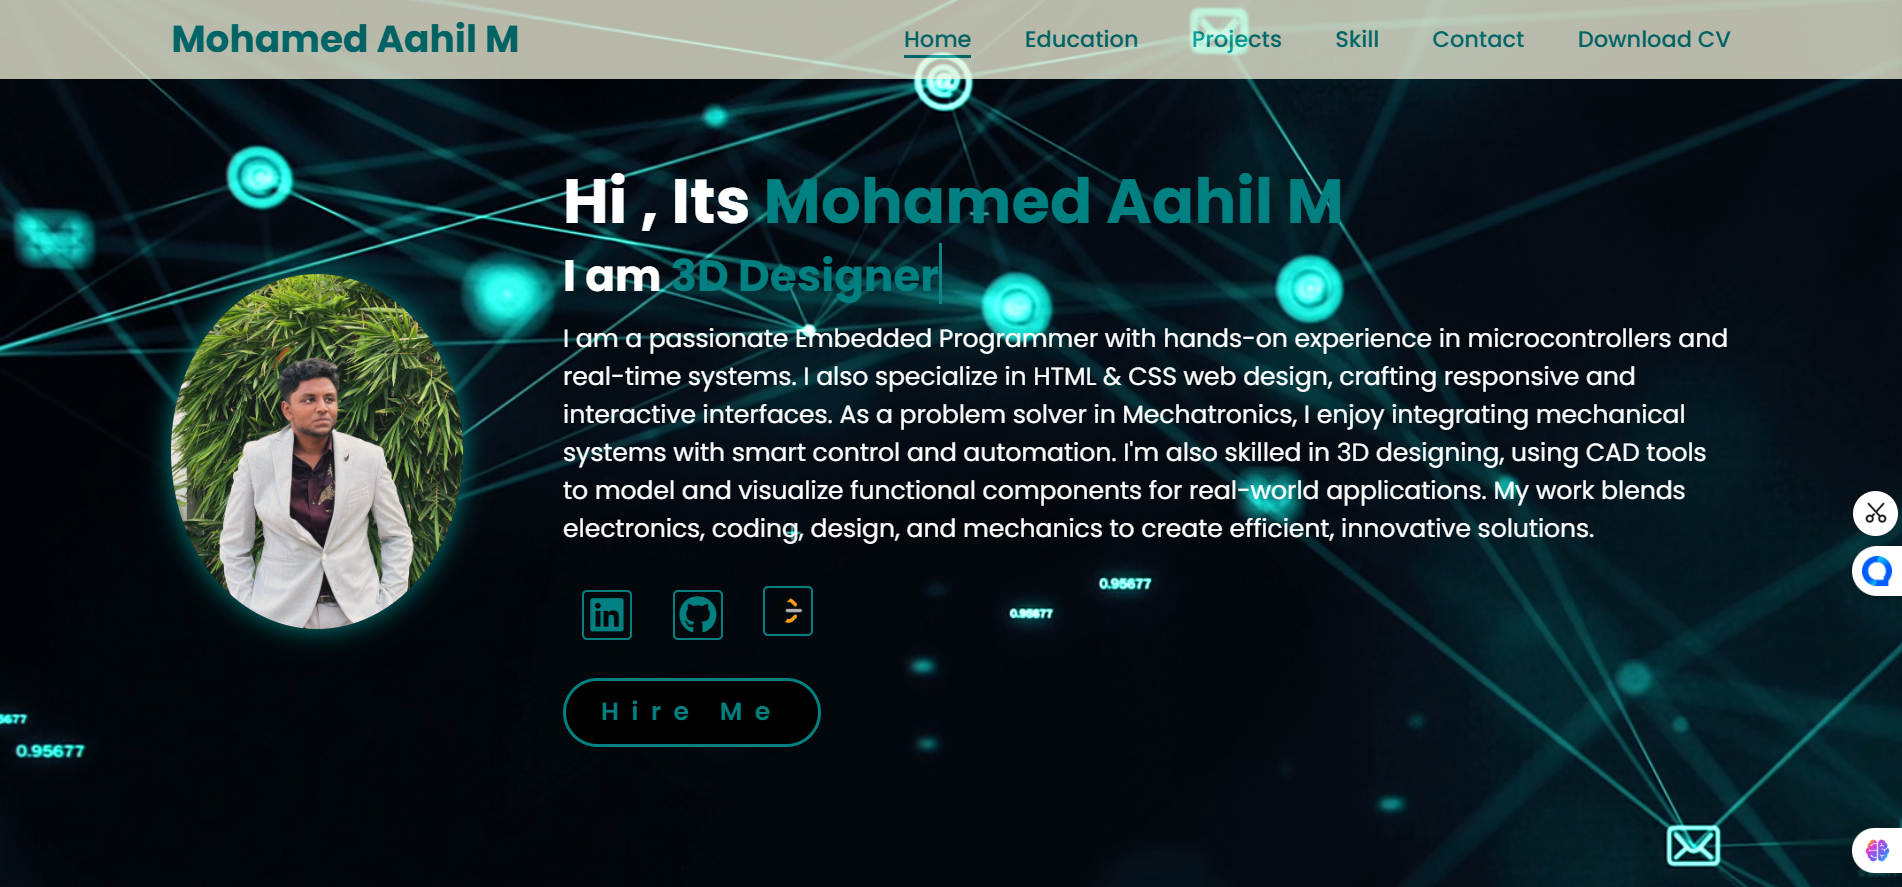 Mohamed Aahil M
Home Education Projects Skill Contact Download CV
Hi , Its Mohamed Aahil M
I am 3D Designer
I am a passionate Embedded Programmer with hands-on experience in microcontrollers and
real-time systems. I also specialize in HTML & CSS web design, crafting responsive and
interactive interfaces. As a problem solver in Mechatronics, I enjoy integrating mechanical
systems with smart control and automation. I'm also skilled in 3D designing, using CAD tools
to model and visualize functional components for real-world applications. My work blends
electronics, coding, design, and mechanics to create efficient, innovative solutions.
0.95677
0.95677
in
Hire Me
5677
0.95677